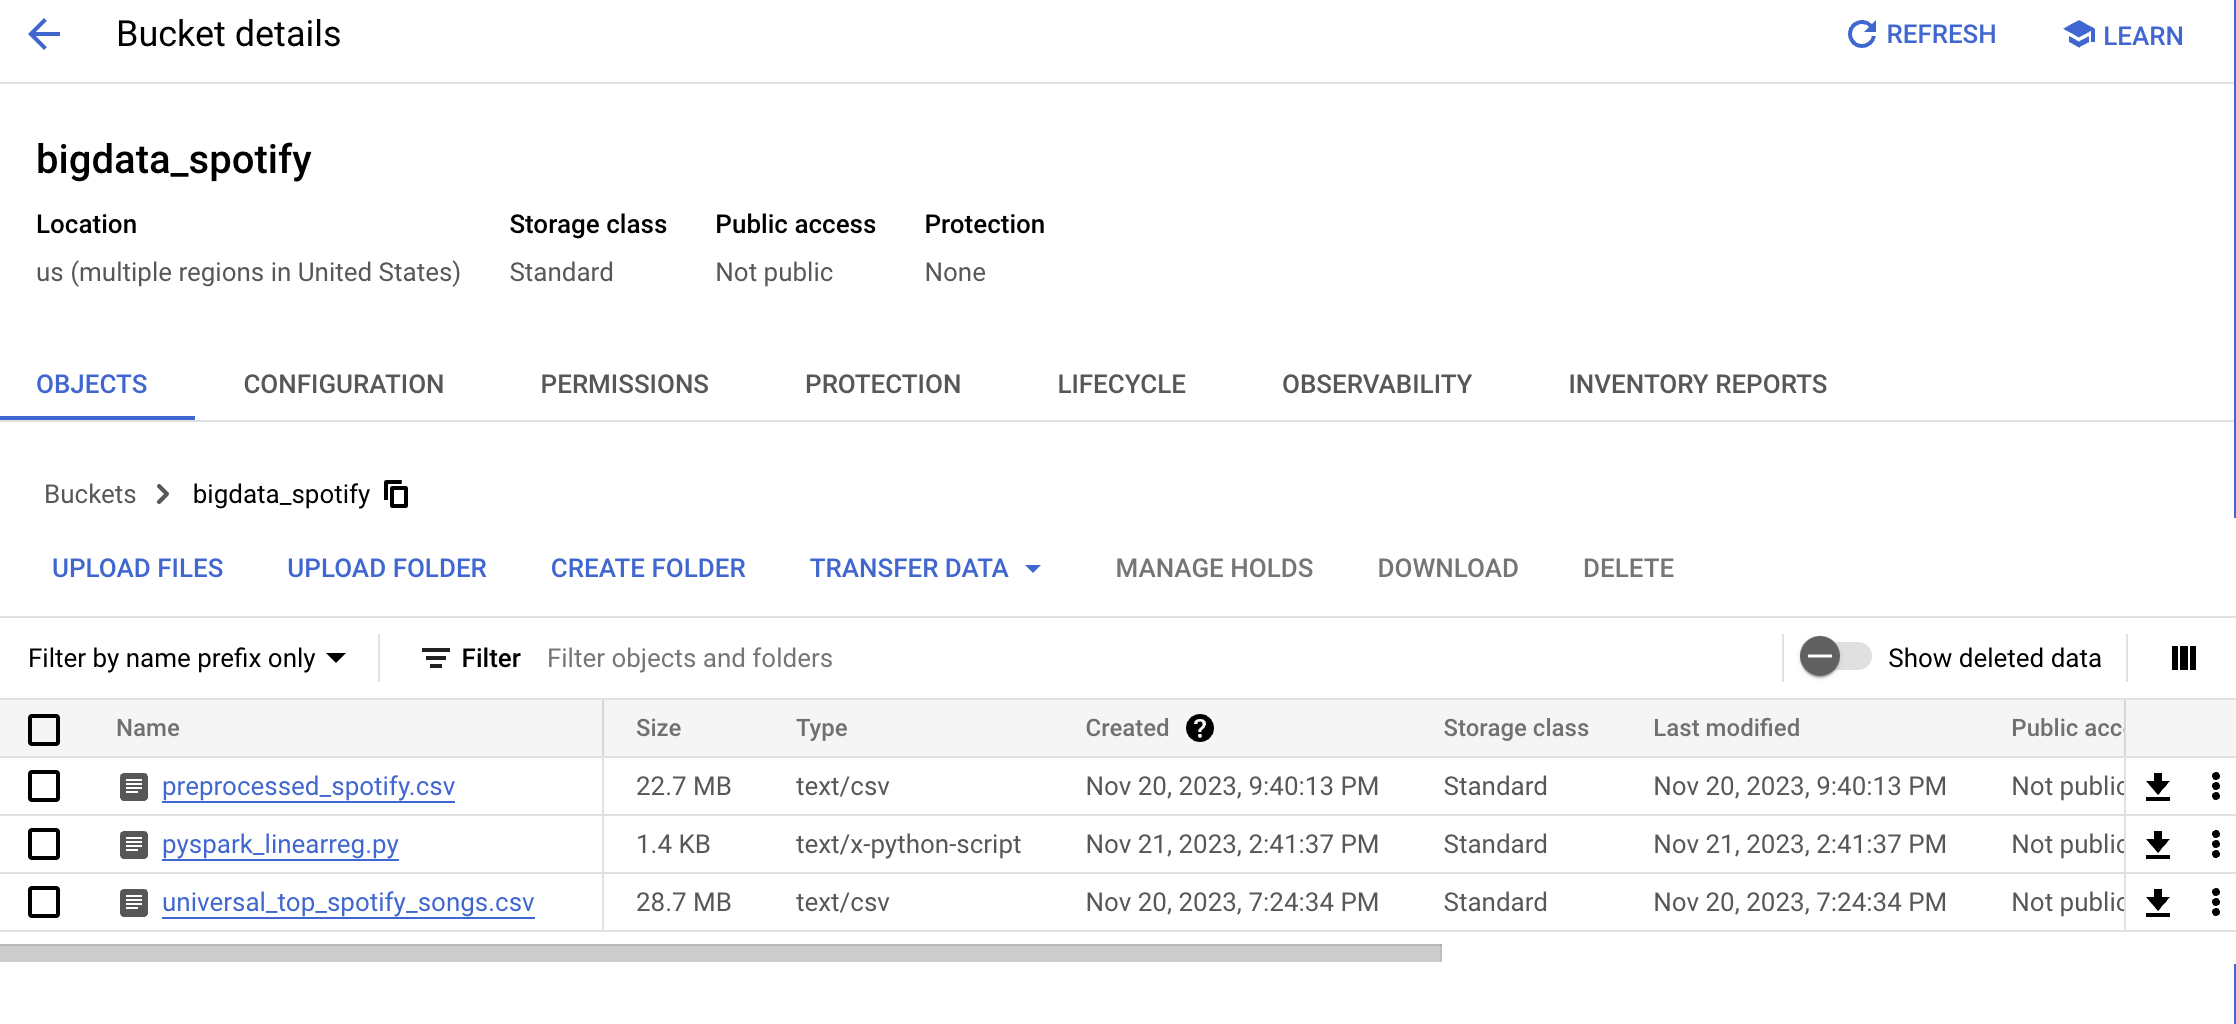 Bucket details
REFRESH
LEARN
bigdata_spotify
Location Storage class Public access Protection
us (multiple regions in United States) Standard Not public None
OBJECTS CONFIGURATION PERMISSIONS PROTECTION LIFECYCLE OBSERVABILITY INVENTORY REPORTS
Buckets bigdata_spotify
UPLOAD FILES UPLOAD FOLDER CREATE FOLDER TRANSFER DATA MANAGE HOLDS DOWNLOAD DELETE
Filter by name prefix only Filter Filter objects and folders Show deleted data
Name Size Type Created ? Storage class Last modified Public acc
preprocessed_spotify.csv 22.7 MB text/csv Nov 20, 2023, 9:40:13 PM Standard Nov 20, 2023, 9:40:13 PM Not public
pyspark_linearreg.py 1.4 KB text/x-python-script Nov 21, 2023, 2:41:37 PM Standard Nov 21, 2023, 2:41:37 PM Not public
universal_top_spotify_songs.csv 28.7 MB text/csv Nov 20, 2023, 7:24:34 PM Standard Nov 20, 2023, 7:24:34 PM Not public